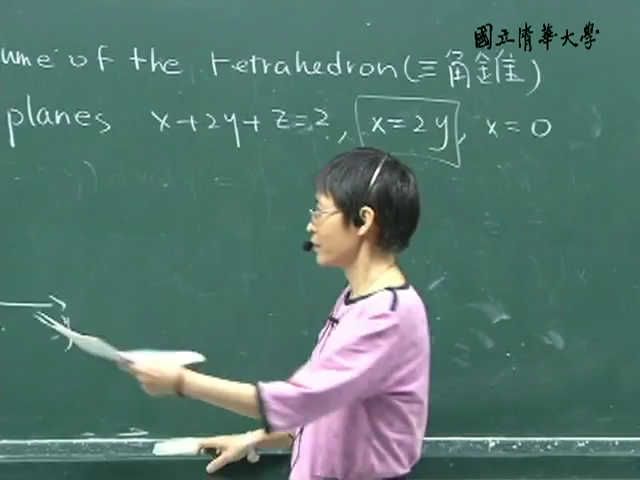 國立清華大學
ume of the tetrahedron (三角錐)
planes x+2y+z=2, x=2y, x=0